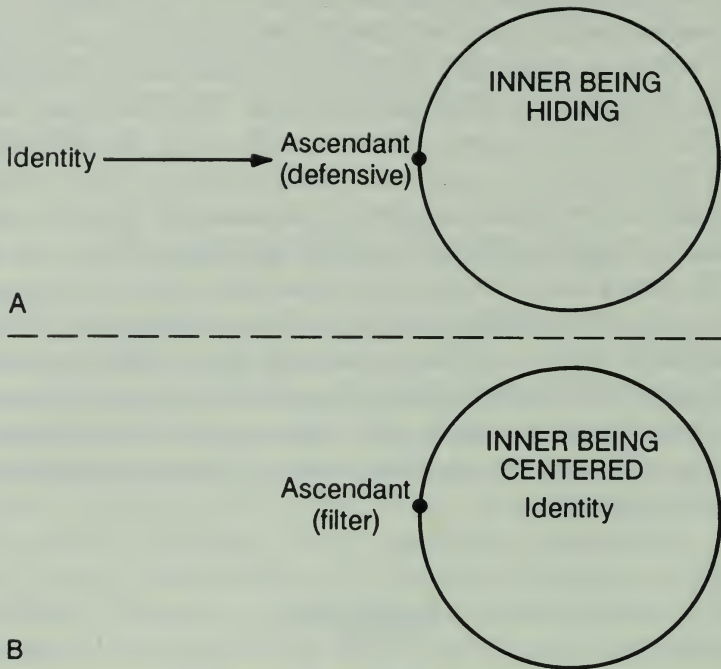 INNER BEING
HIDING
Identity
Ascendant
(defensive)
A
INNER BEING
CENTERED
Identity
Ascendant
(filter)
B